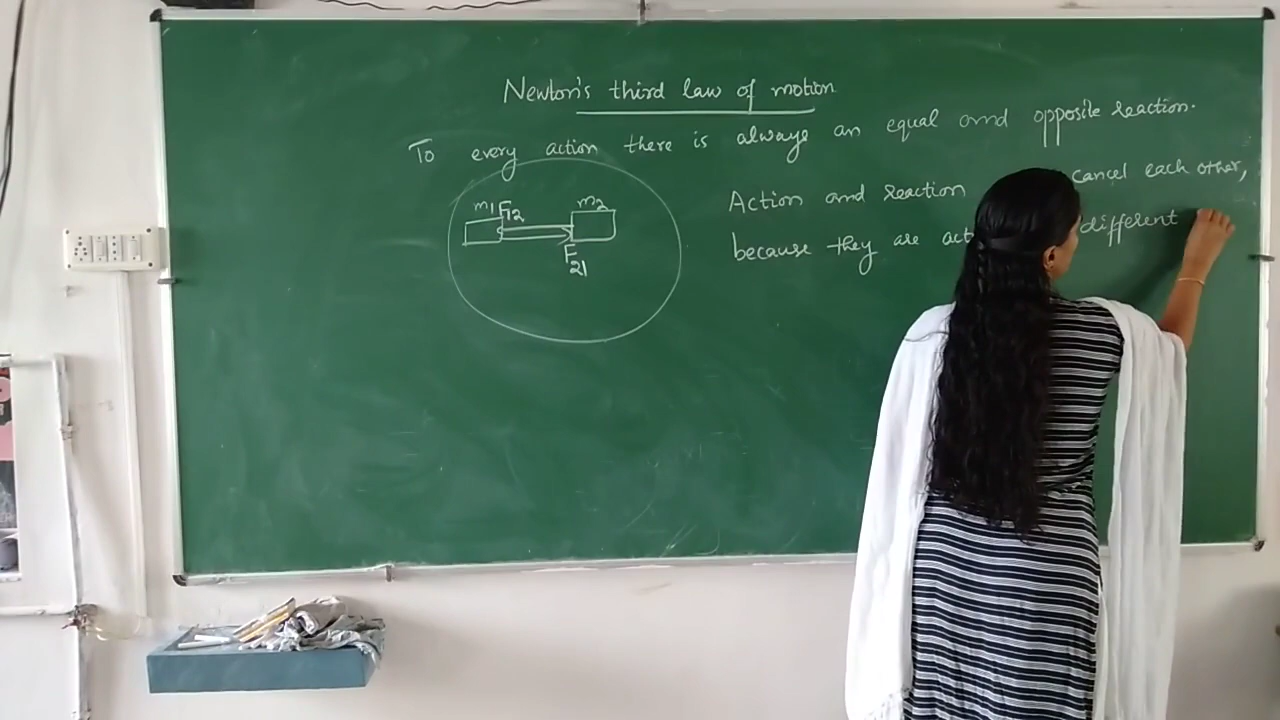 Newton's third law of motion
To every action there is always an equal and opposite reaction.
Action and reaction cancel each other,
because they are act different
m1 F12 m2
F21